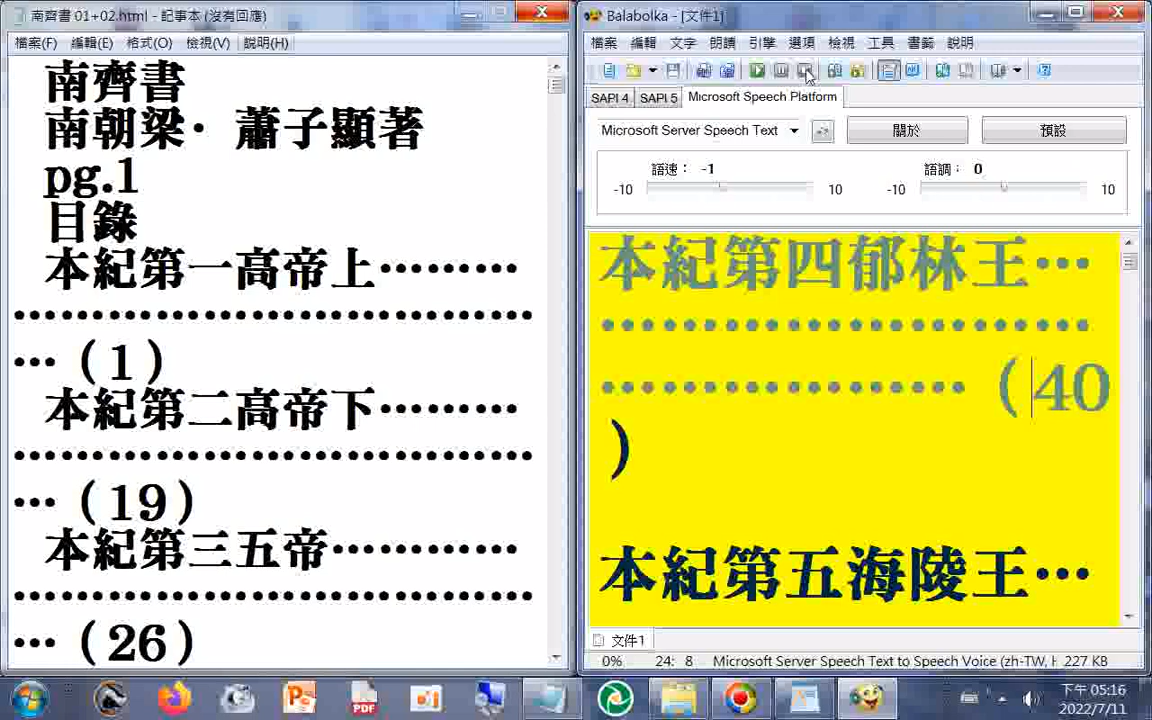 南齊書 01+02.html - 記事本 (沒有回應)
檔案(F) 編輯(E) 格式(O) 檢視(V) 說明(H)
南齊書
南朝梁· 蕭子顯著
pg.1
目錄
本紀第一高帝上………
……………………………
…（1）
本紀第二高帝下………
……………………………
…（19）
本紀第三五帝…………
……………………………
…（26）
Balabolka - [文件1]
檔案 編輯 文字 朗讀 引擎 選項 檢視 工具 書籤 說明
SAPI 4 SAPI 5 Microsoft Speech Platform
Microsoft Server Speech Text 關於 預設
語速： -1 語調： 0
-10 10 -10 10
本紀第四郁林王…
………………………
…………………（40
）
本紀第五海陵王…
文件1
0% 24: 8 Microsoft Server Speech Text to Speech Voice (zh-TW, H 227 KB
下午 05:16
2022/7/11